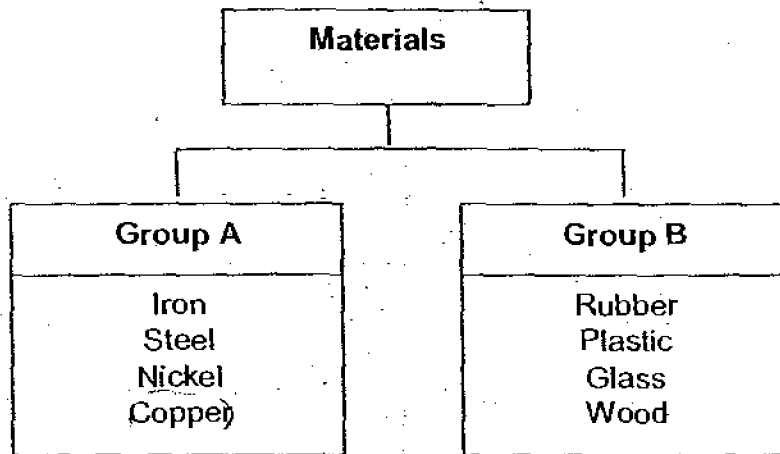 Materials
Group A
Iron
Steel
Nickel
Copper
Group B
Rubber
Plastic
Glass
Wood